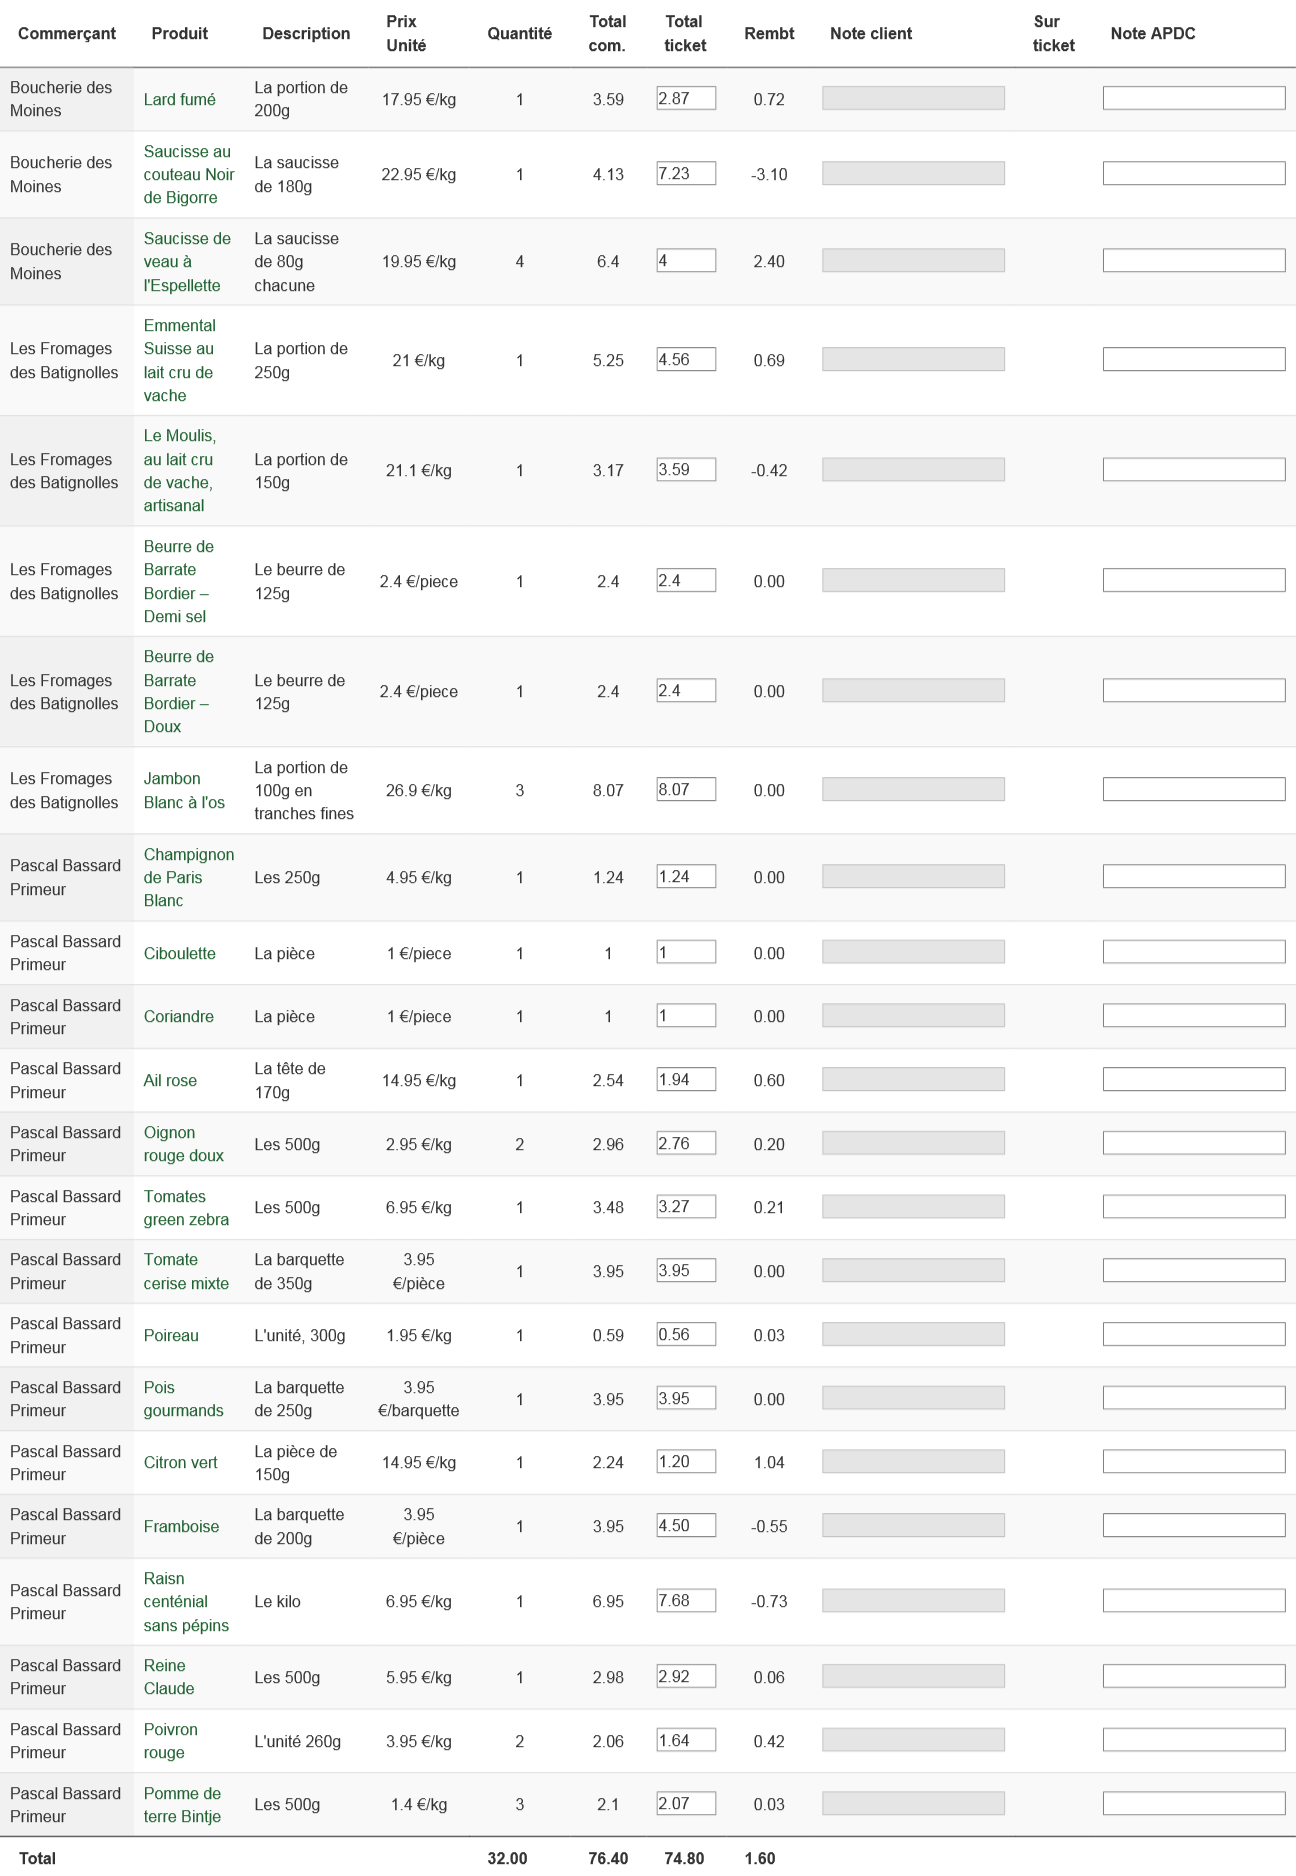 Commerçant Produit Description Prix Unité Quantité Total com. Total ticket Rembt Note client Sur ticket Note APDC
Boucherie des Moines Lard fumé La portion de 200g 17.95 €/kg 1 3.59 2.87 0.72
Boucherie des Moines Saucisse au couteau Noir de Bigorre La saucisse de 180g 22.95 €/kg 1 4.13 7.23 -3.10
Boucherie des Moines Saucisse de veau à l'Espellette La saucisse de 80g chacune 19.95 €/kg 4 6.4 4 2.40
Les Fromages des Batignolles Emmental Suisse au lait cru de vache La portion de 250g 21 €/kg 1 5.25 4.56 0.69
Les Fromages des Batignolles Le Moulis, au lait cru de vache, artisanal La portion de 150g 21.1 €/kg 1 3.17 3.59 -0.42
Les Fromages des Batignolles Beurre de Barrate Bordier – Demi sel Le beurre de 125g 2.4 €/piece 1 2.4 2.4 0.00
Les Fromages des Batignolles Beurre de Barrate Bordier – Doux Le beurre de 125g 2.4 €/piece 1 2.4 2.4 0.00
Les Fromages des Batignolles Jambon Blanc à l'os La portion de 100g en tranches fines 26.9 €/kg 3 8.07 8.07 0.00
Pascal Bassard Primeur Champignon de Paris Blanc Les 250g 4.95 €/kg 1 1.24 1.24 0.00
Pascal Bassard Primeur Ciboulette La pièce 1 €/piece 1 1 1 0.00
Pascal Bassard Primeur Coriandre La pièce 1 €/piece 1 1 1 0.00
Pascal Bassard Primeur Ail rose La tête de 170g 14.95 €/kg 1 2.54 1.94 0.60
Pascal Bassard Primeur Oignon rouge doux Les 500g 2.95 €/kg 2 2.96 2.76 0.20
Pascal Bassard Primeur Tomates green zebra Les 500g 6.95 €/kg 1 3.48 3.27 0.21
Pascal Bassard Primeur Tomate cerise mixte La barquette de 350g 3.95 €/pièce 1 3.95 3.95 0.00
Pascal Bassard Primeur Poireau L'unité, 300g 1.95 €/kg 1 0.59 0.56 0.03
Pascal Bassard Primeur Pois gourmands La barquette de 250g 3.95 €/barquette 1 3.95 3.95 0.00
Pascal Bassard Primeur Citron vert La pièce de 150g 14.95 €/kg 1 2.24 1.20 1.04
Pascal Bassard Primeur Framboise La barquette de 200g 3.95 €/pièce 1 3.95 4.50 -0.55
Pascal Bassard Primeur Raisn centénial sans pépins Le kilo 6.95 €/kg 1 6.95 7.68 -0.73
Pascal Bassard Primeur Reine Claude Les 500g 5.95 €/kg 1 2.98 2.92 0.06
Pascal Bassard Primeur Poivron rouge L'unité 260g 3.95 €/kg 2 2.06 1.64 0.42
Pascal Bassard Primeur Pomme de terre Bintje Les 500g 1.4 €/kg 3 2.1 2.07 0.03
Total 32.00 76.40 74.80 1.60